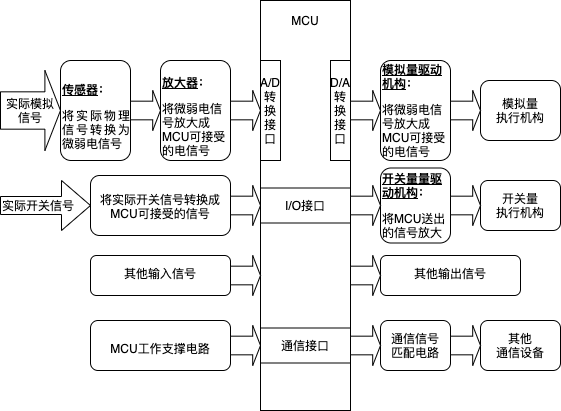 MCU
实际模拟
信号
传感器：
将实际物理
信号转换为
微弱电信号
放大器：
将微弱电信
号放大成
MCU可接受
的电信号
A/D
转
换
接
口
D/A
转
换
接
口
模拟量驱动
机构：
将微弱电信
号放大成
MCU可接受
的电信号
模拟量
执行机构
实际开关信号
将实际开关信号转换成
MCU可接受的信号
I/O接口
开关量量驱
动机构：
将MCU送出
的信号放大
开关量
执行机构
其他输入信号
其他输出信号
MCU工作支撑电路
通信接口
通信信号
匹配电路
其他
通信设备